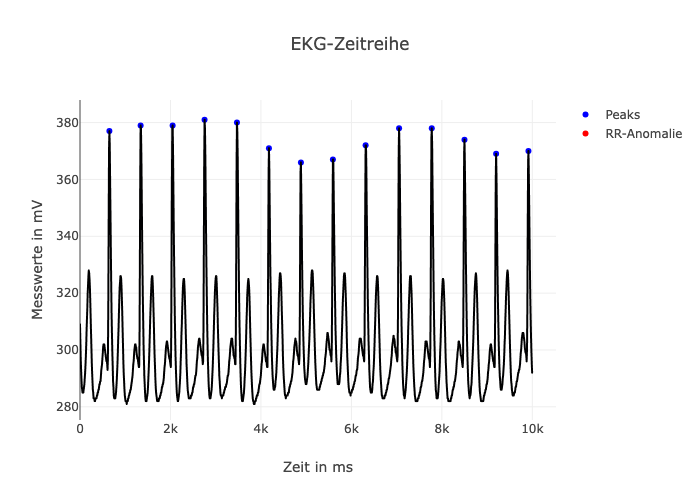 EKG-Zeitreihe
Peaks
RR-Anomalie
380
360
340
320
300
280
Messwerte in mV
0
2k
4k
6k
8k
10k
Zeit in ms